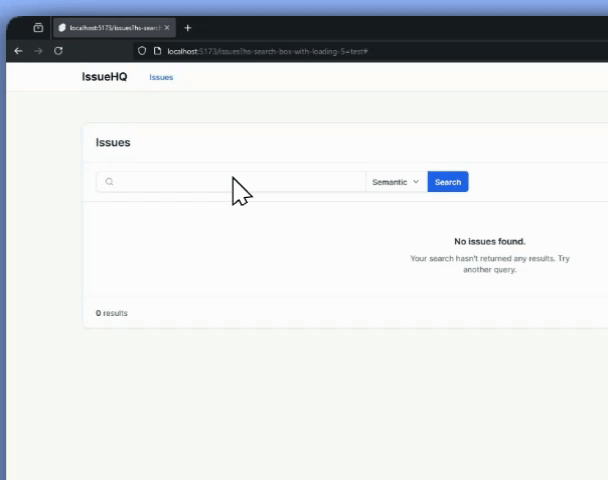 localhost:5173/issues?hs-search
localhost:5173/issues?hs-search-box-with-loading-5=test#
IssueHQ Issues
Issues
Semantic Search
No issues found.
Your search hasn't returned any results. Try
another query.
0 results